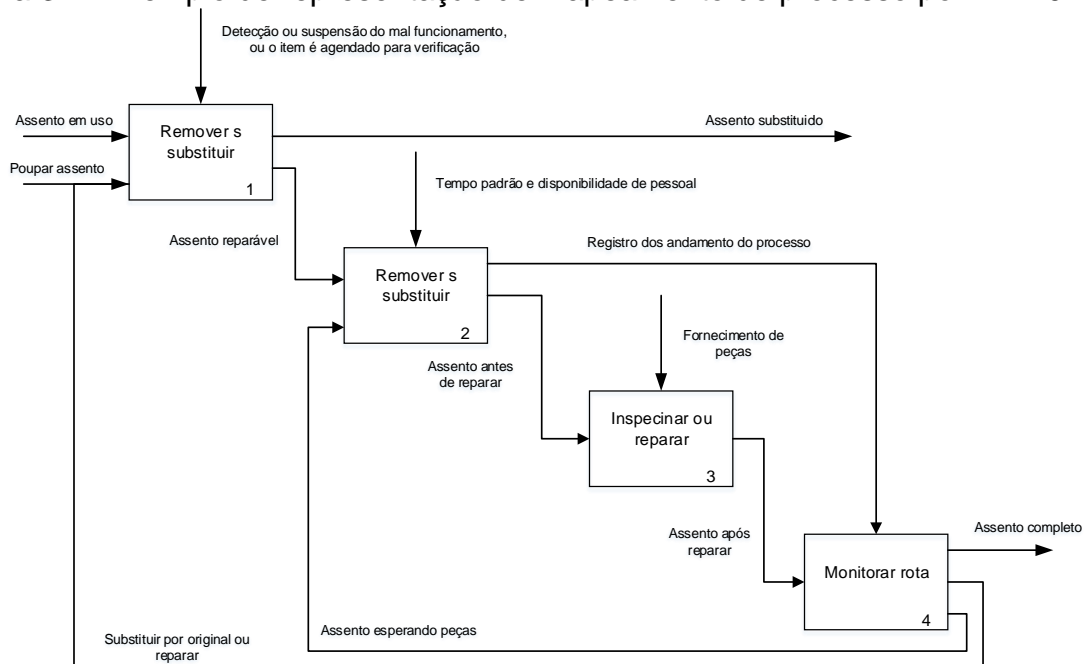 Detecção ou suspensão do mal funcionamento,
ou o item é agendado para verificação
Assento em uso
Poupar assento
Remover s
substituir
1
Assento substituido
Tempo padrão e disponibilidade de pessoal
Assento reparável
Remover s
substituir
2
Registro dos andamento do processo
Assento antes
de reparar
Fornecimento de
peças
Inspecinar ou
reparar
3
Assento após
reparar
Monitorar rota
4
Assento completo
Assento esperando peças
Substituir por original ou
reparar